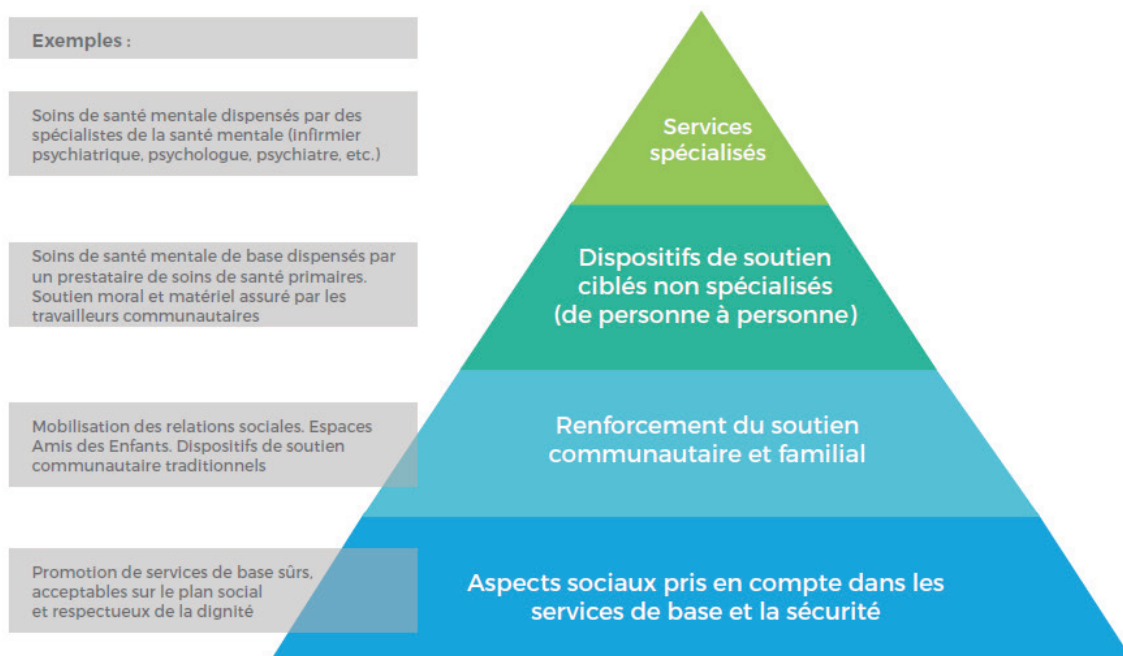 Exemples :
Soins de santé mentale dispensés par des
spécialistes de la santé mentale (infirmier
psychiatrique, psychologue, psychiatre, etc.)
Services
spécialisés
Soins de santé mentale de base dispensés par
un prestataire de soins de santé primaires.
Soutien moral et matériel assuré par les
travailleurs communautaires
Dispositifs de soutien
ciblés non spécialisés
(de personne à personne)
Mobilisation des relations sociales. Espaces
Amis des Enfants. Dispositifs de soutien
communautaire traditionnels
Renforcement du soutien
communautaire et familial
Promotion de services de base sûrs,
acceptables sur le plan social
et respectueux de la dignité
Aspects sociaux pris en compte dans les
services de base et la sécurité